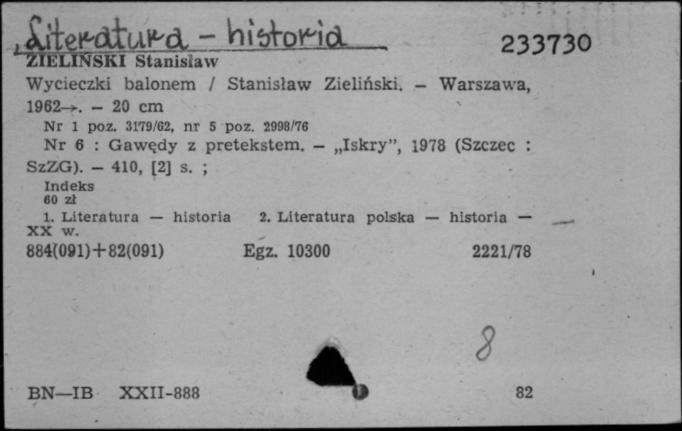 Literatura - historia 233730
ZIELIŃSKI Stanisław
Wycieczki balonem / Stanisław Zieliński. — Warszawa,
1962→. — 20 cm
Nr 1 poz. 3179/62, nr 5 poz. 2998/76
Nr 6 : Gawędy z pretekstem. — „Iskry”, 1978 (Szczec :
SzZG). — 410, [2] s. ;
Indeks
60 zł
1. Literatura — historia 2. Literatura polska — historia —
XX w.
884(091)+82(091) Egz. 10300 2221/78
8
BN—IB XXII-888 82